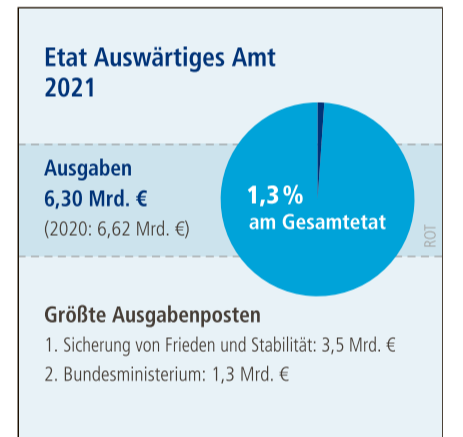 Etat Auswärtiges Amt
2021
Ausgaben
6,30 Mrd. €
(2020: 6,62 Mrd. €)
1,3 %
am Gesamtetat
ROT
Größte Ausgabenposten
1. Sicherung von Frieden und Stabilität: 3,5 Mrd. €
2. Bundesministerium: 1,3 Mrd. €